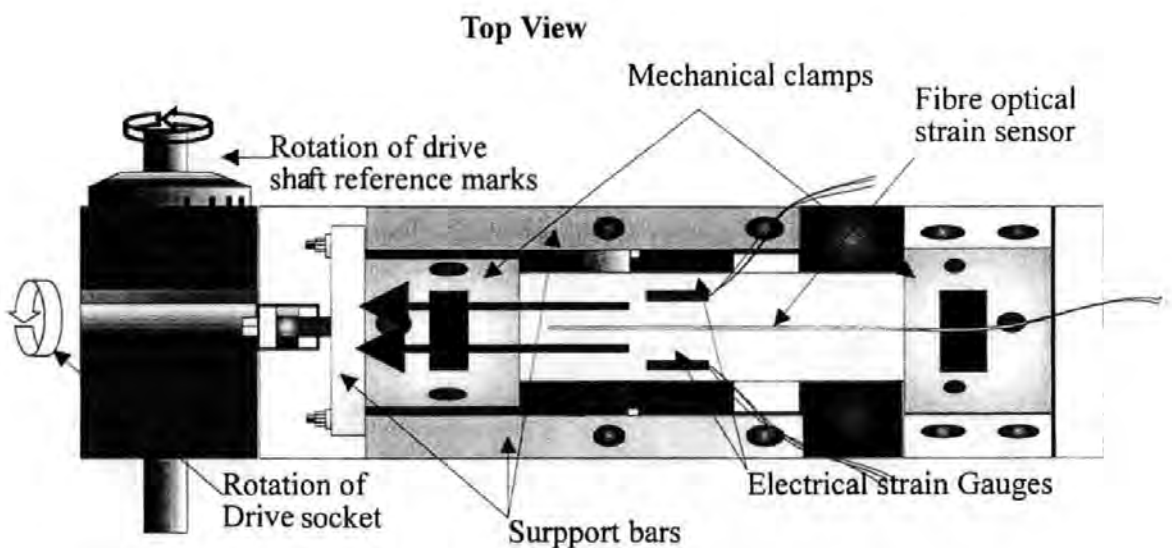 Top View
Mechanical clamps
Fibre optical
strain sensor
Rotation of drive
shaft reference marks
Rotation of
Drive socket
Surpport bars
Electrical strain Gauges